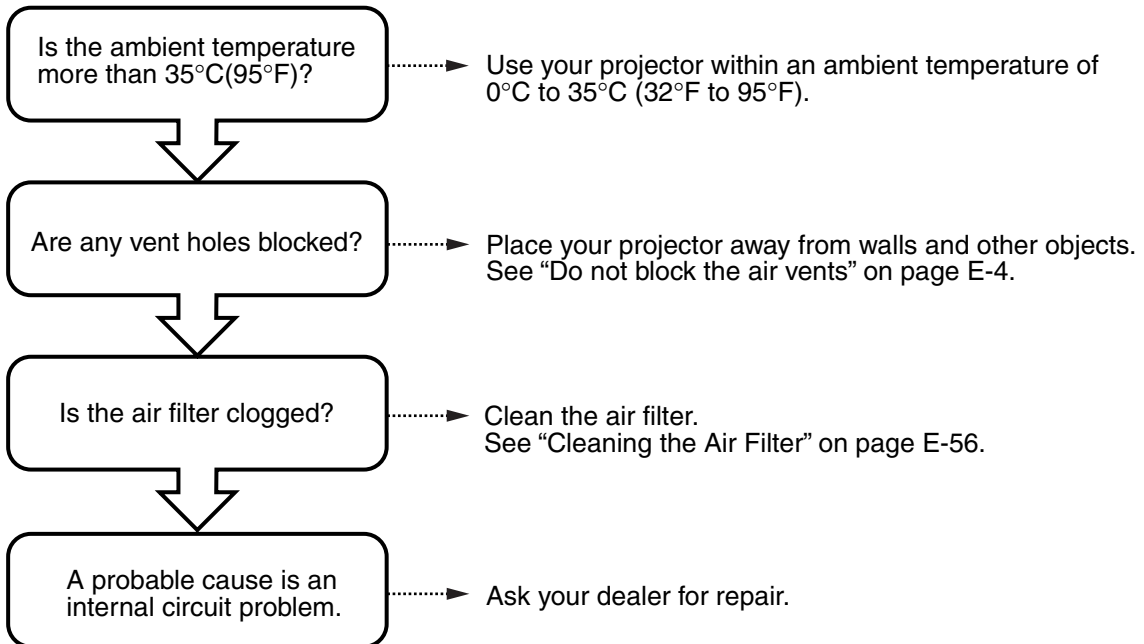 Is the ambient temperature
more than 35°C(95°F)?
Use your projector within an ambient temperature of
0°C to 35°C (32°F to 95°F).
Are any vent holes blocked?
Place your projector away from walls and other objects.
See “Do not block the air vents” on page E-4.
Is the air filter clogged?
Clean the air filter.
See “Cleaning the Air Filter” on page E-56.
A probable cause is an
internal circuit problem.
Ask your dealer for repair.